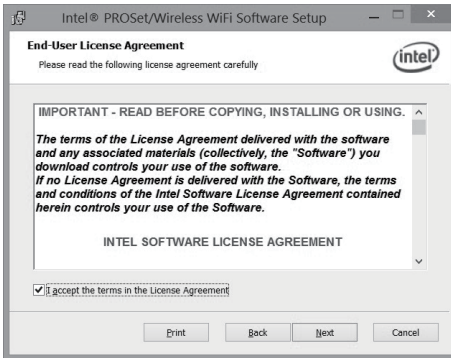 Intel® PROSet/Wireless WiFi Software Setup
End-User License Agreement
Please read the following license agreement carefully
intel
IMPORTANT - READ BEFORE COPYING, INSTALLING OR USING.
The terms of the License Agreement delivered with the software
and any associated materials (collectively, the "Software") you
download controls your use of the software.
If no License Agreement is delivered with the Software, the terms
and conditions of the Intel Software License Agreement contained
herein controls your use of the Software.
INTEL SOFTWARE LICENSE AGREEMENT
I accept the terms in the License Agreement
Print Back Next Cancel